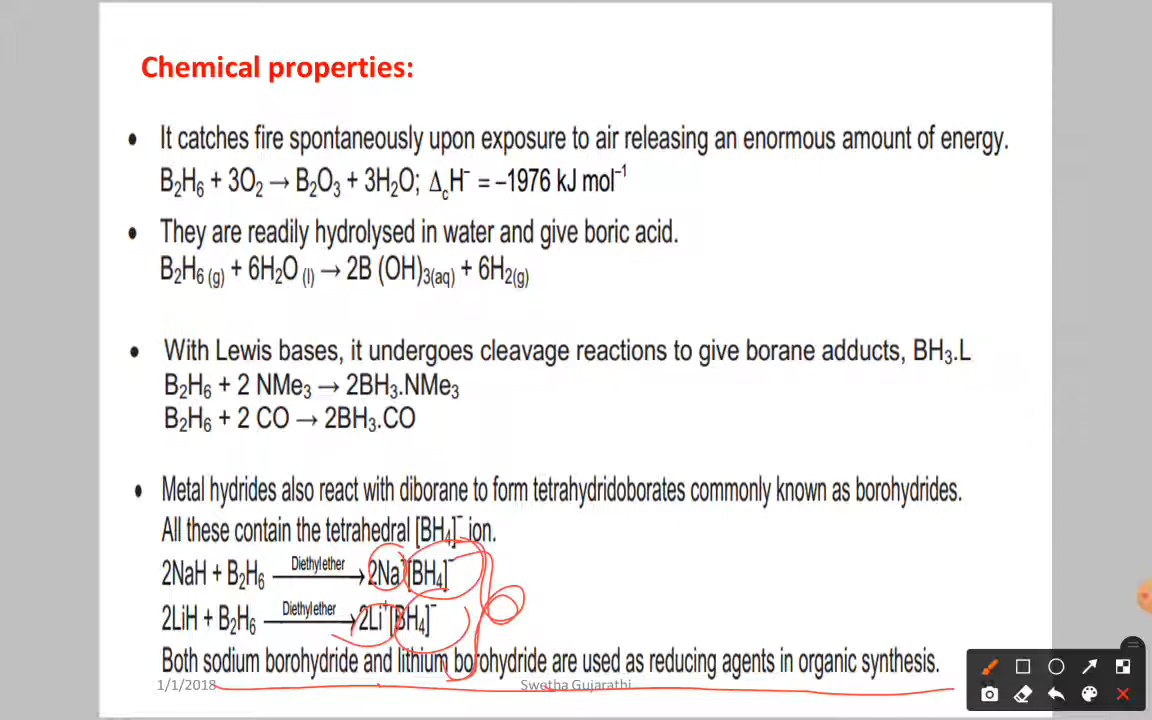 Chemical properties:
• It catches fire spontaneously upon exposure to air releasing an enormous amount of energy.
B₂H₆ + 3O₂ → B₂O₃ + 3H₂O; Δ꜀H⁻ = −1976 kJ mol⁻¹
• They are readily hydrolysed in water and give boric acid.
B₂H₆ (g) + 6H₂O (l) → 2B (OH)₃(aq) + 6H₂(g)
• With Lewis bases, it undergoes cleavage reactions to give borane adducts, BH₃.L
B₂H₆ + 2 NMe₃ → 2BH₃.NMe₃
B₂H₆ + 2 CO → 2BH₃.CO
• Metal hydrides also react with diborane to form tetrahydridoborates commonly known as borohydrides.
All these contain the tetrahedral [BH₄]⁻ ion.
2NaH + B₂H₆ Diethylether → 2Na⁺[BH₄]⁻
2LiH + B₂H₆ Diethylether → 2Li⁺[BH₄]⁻
Both sodium borohydride and lithium borohydride are used as reducing agents in organic synthesis.
1/1/2018 Swetha Gujarathi